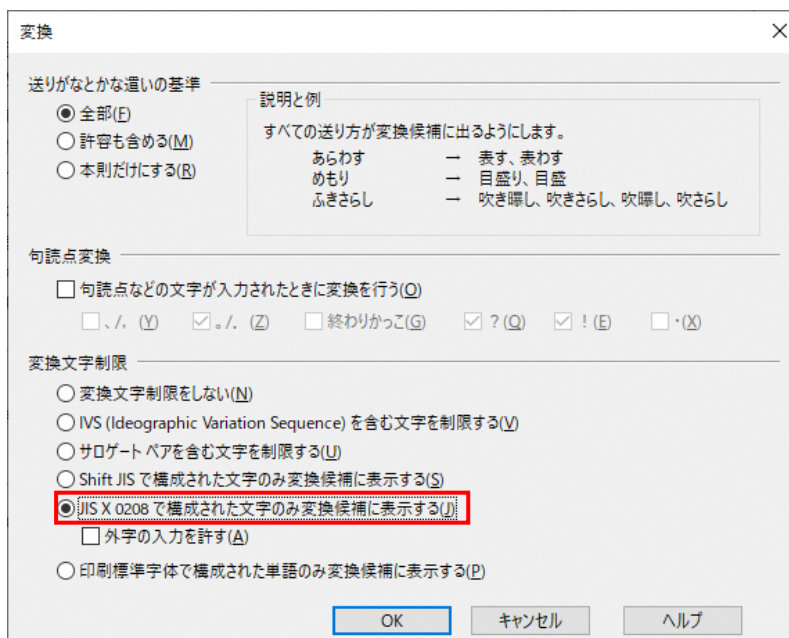 変換
送りがなとかな遣いの基準
全部(F)
許容も含める(M)
本則だけにする(R)
説明と例
すべての送り方が変換候補に出るようにします。
あらわす → 表す、表わす
めもり → 目盛り、目盛
ふきさらし → 吹き曝し、吹きさらし、吹曝し、吹さらし
句読点変換
句読点などの文字が入力されたときに変換を行う(O)
、/, (Y) 。/. (Z) 終わりかっこ(G) ?(Q) !(E) ・(X)
変換文字制限
変換文字制限をしない(N)
IVS (Ideographic Variation Sequence) を含む文字を制限する(V)
サロゲート ペアを含む文字を制限する(U)
Shift JIS で構成された文字のみ変換候補に表示する(S)
JIS X 0208 で構成された文字のみ変換候補に表示する(J)
外字の入力を許す(A)
印刷標準字体で構成された単語のみ変換候補に表示する(P)
OK キャンセル ヘルプ